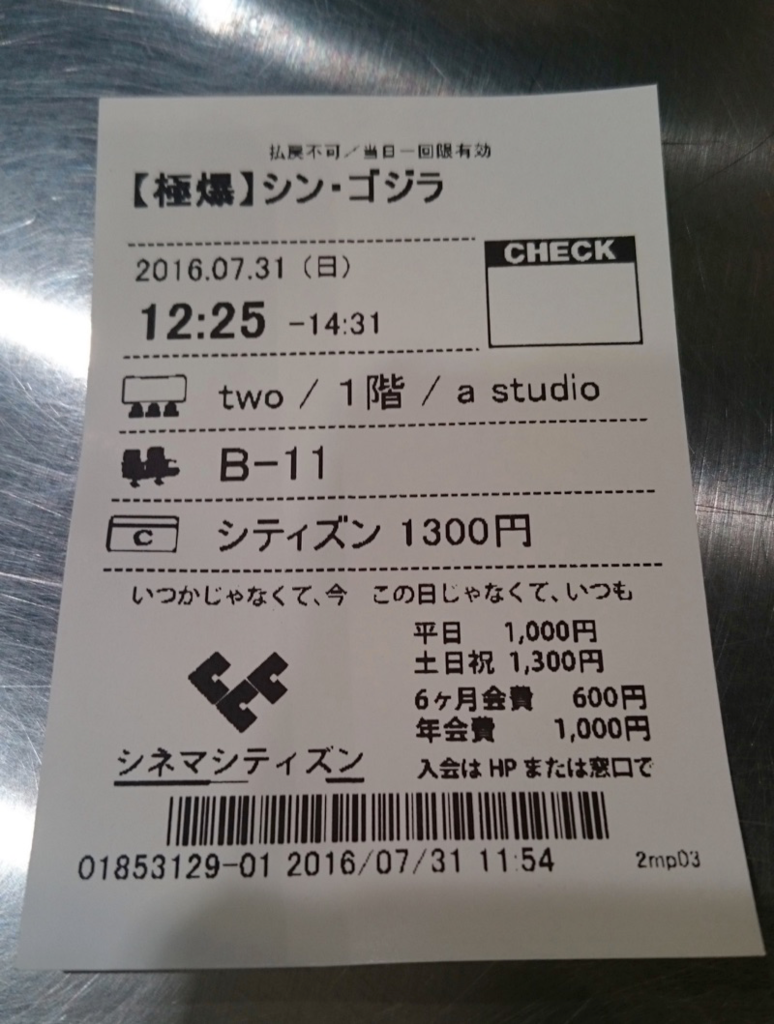 払戻不可／当日一回限有効
【極爆】シン・ゴジラ
CHECK
2016.07.31（日）
12:25 -14:31
two / 1階 / a studio
B-11
C シティズン 1300円
いつかじゃなくて、今 この日じゃなくて、いつも
平日 1,000円
土日祝 1,300円
6ヶ月会費 600円
年会費 1,000円
シネマシティズン
入会は HP または窓口で
01853129-01 2016/07/31 11:54 2mp03